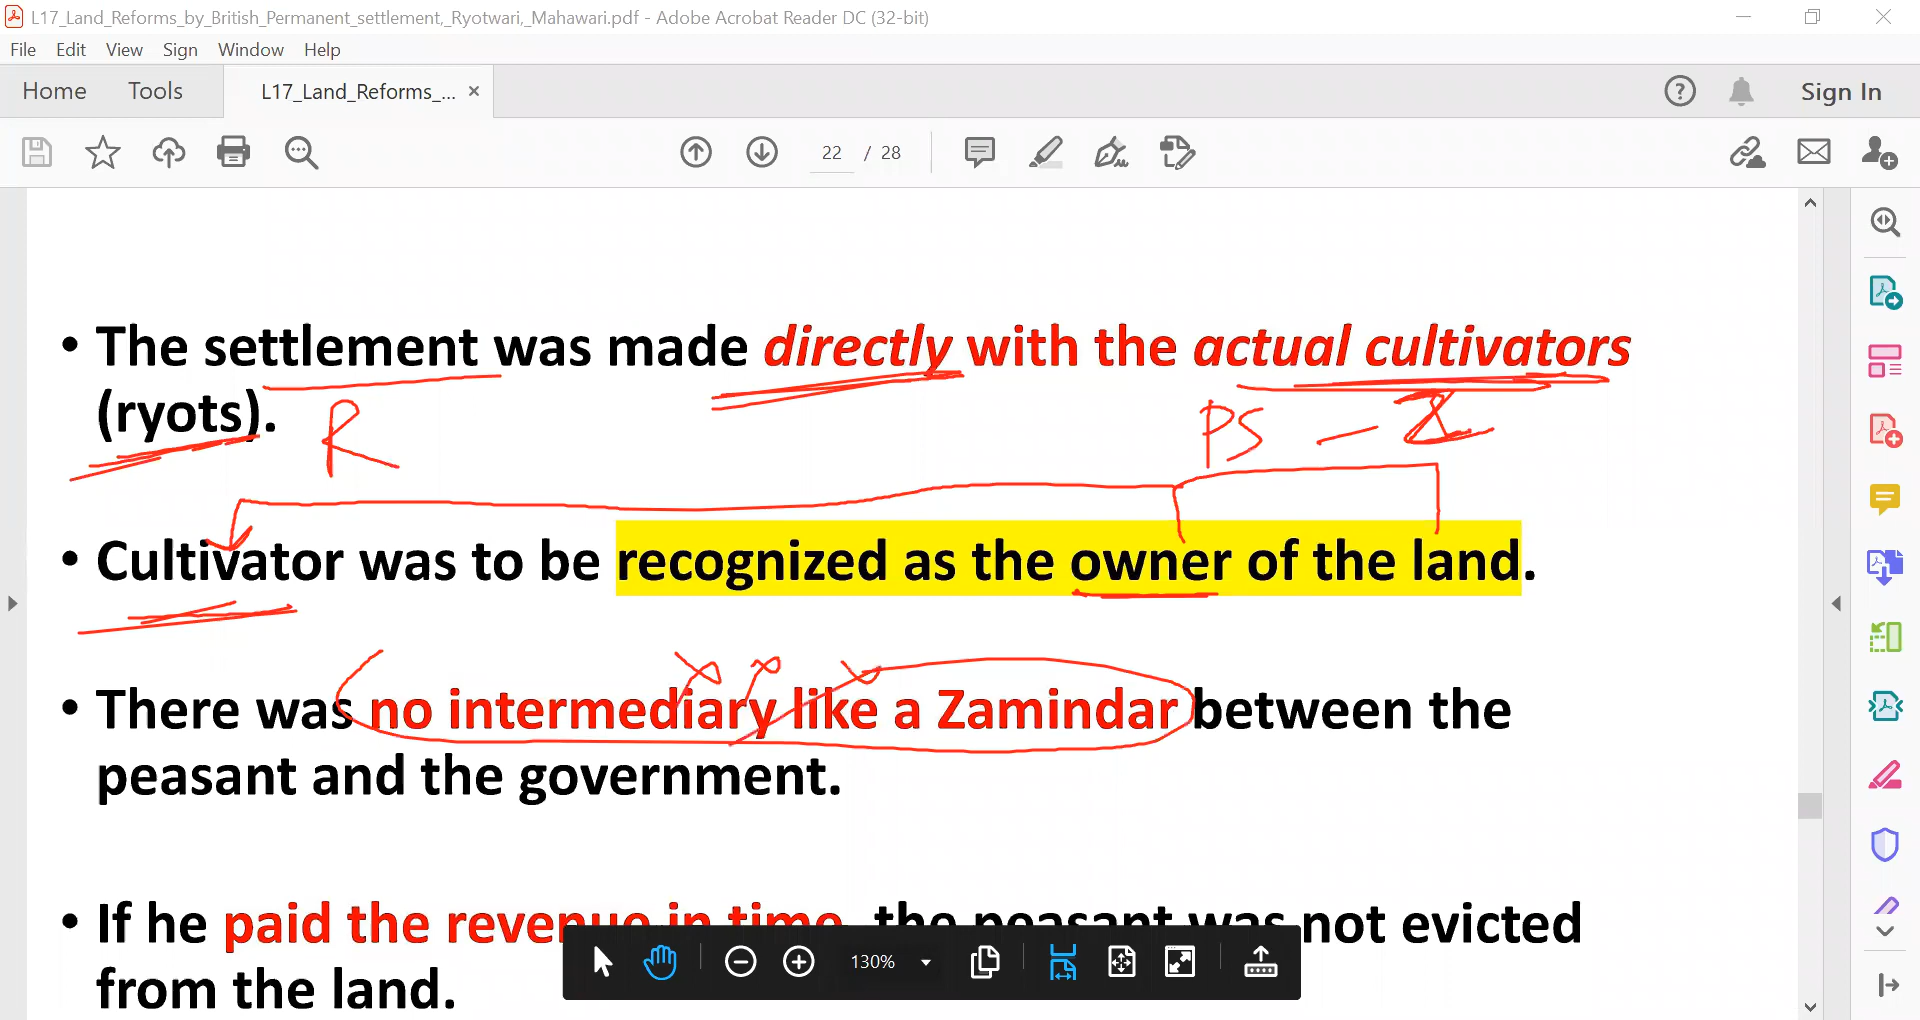 L17_Land_Reforms_by_British_Permanent_settlement,_Ryotwari,_Mahawari.pdf - Adobe Acrobat Reader DC (32-bit)
File Edit View Sign Window Help
Home Tools L17_Land_Reforms_... × Sign In
22 / 28
• The settlement was made directly with the actual cultivators
(ryots).
R PS - Z
• Cultivator was to be recognized as the owner of the land.
• There was no intermediary like a Zamindar between the
peasant and the government.
• If he paid the revenue in time, the peasant was not evicted
from the land.
130%